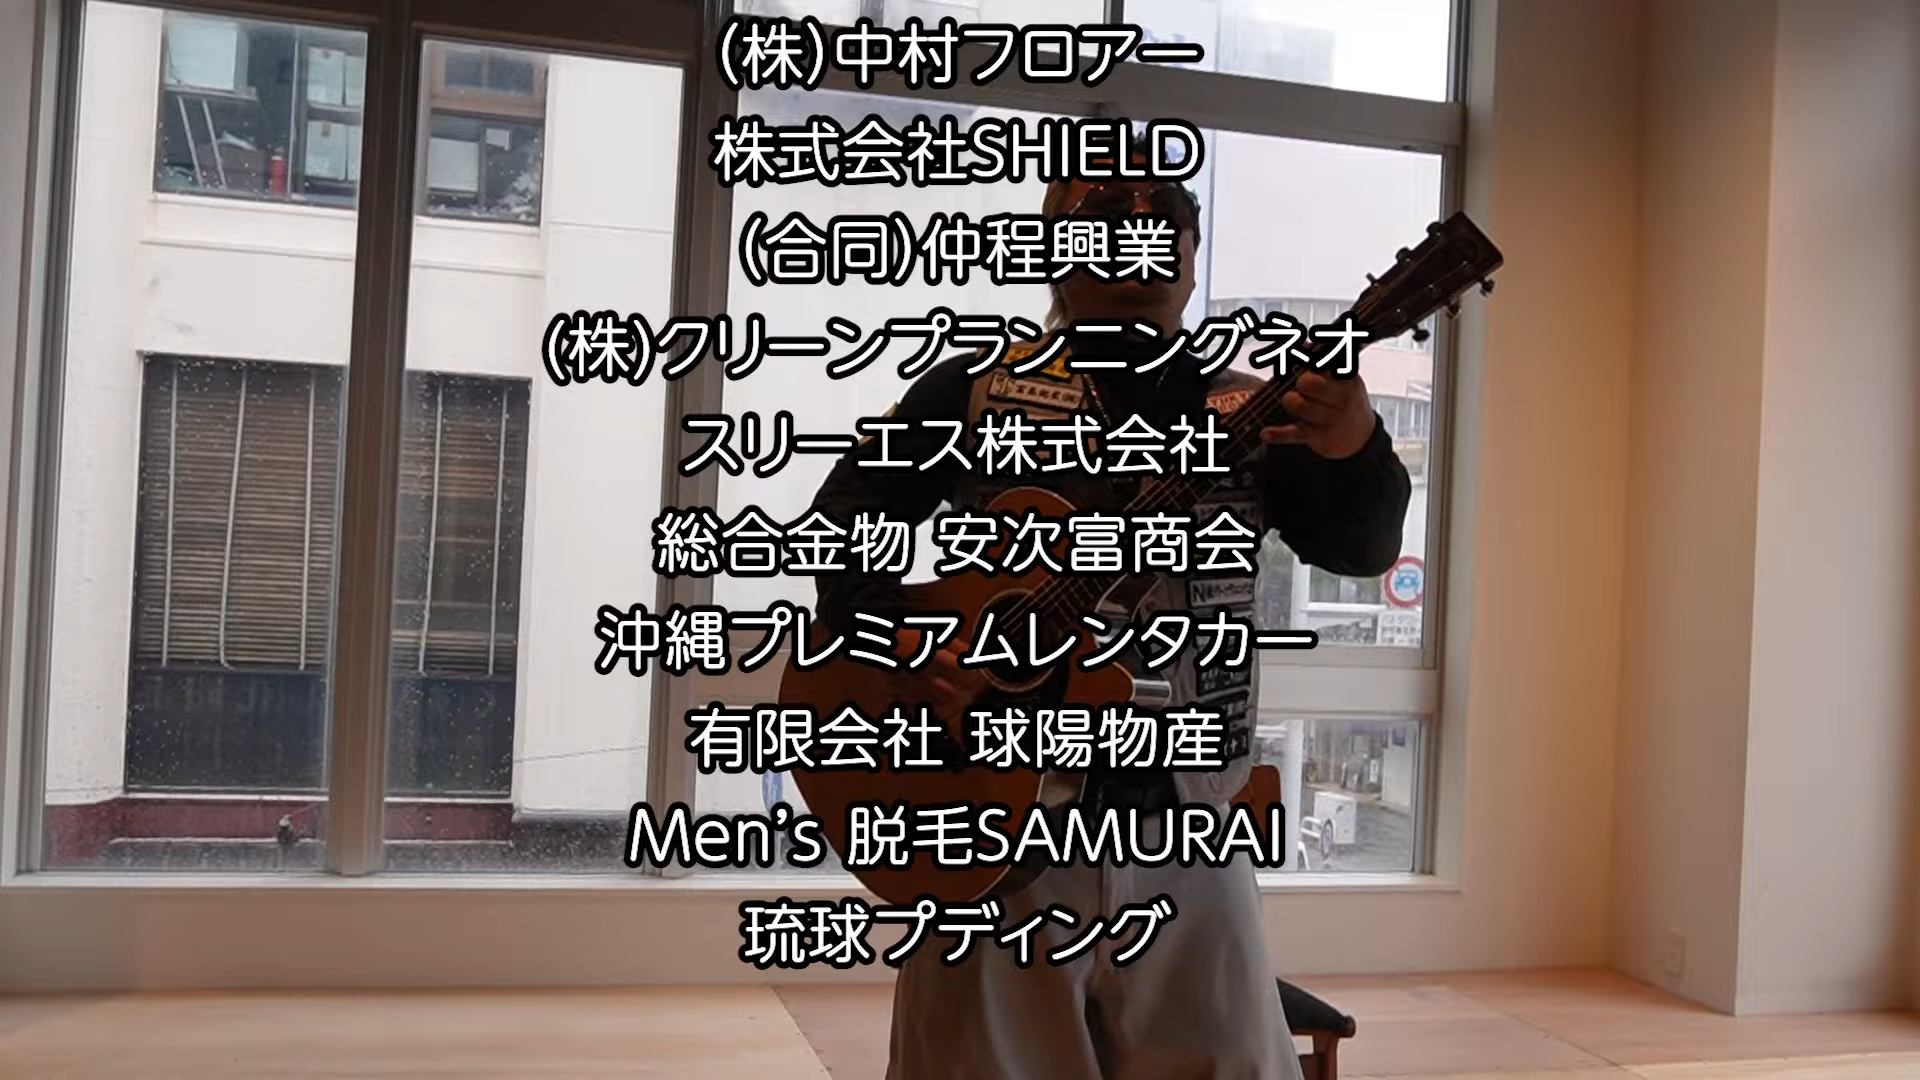 (株)中村フロアー
株式会社SHIELD
(合同)仲程興業
(株)クリーンプランニングネオ
スリーエス株式会社
総合金物 安次富商会
沖縄プレミアムレンタカー
有限会社 球陽物産
Men's 脱毛SAMURAI
琉球プディング